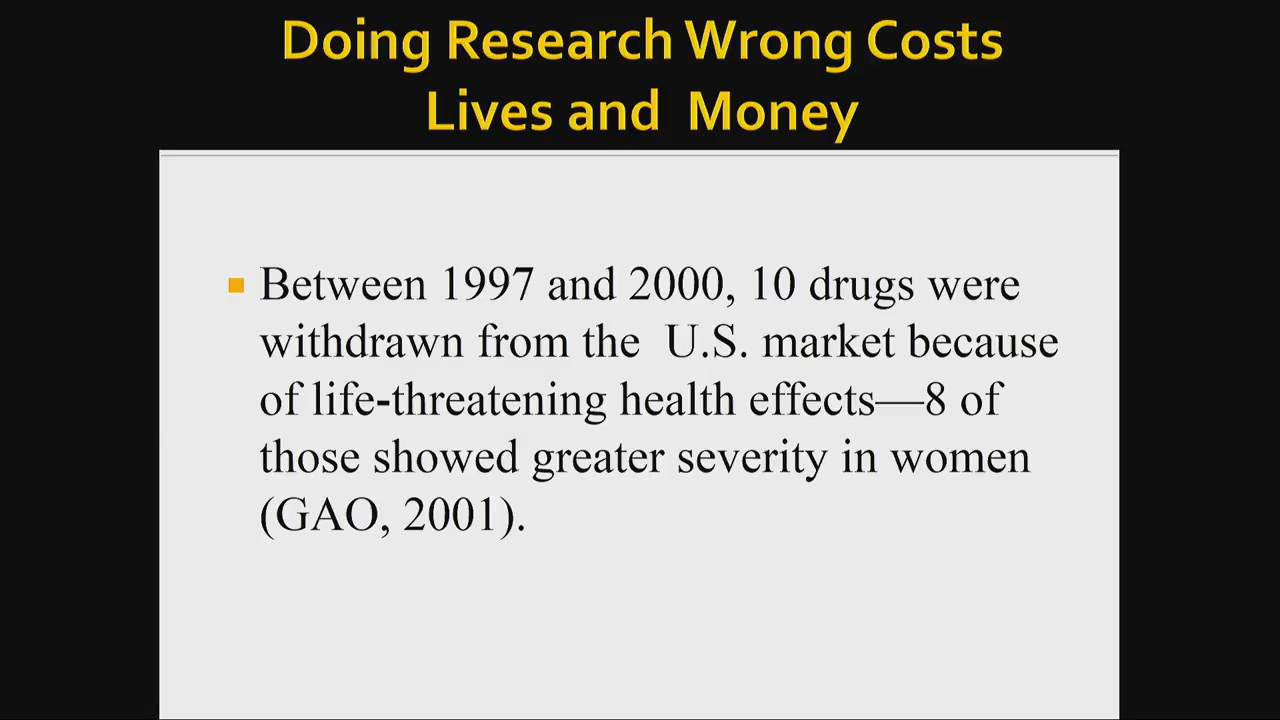 Doing Research Wrong Costs
Lives and Money
Between 1997 and 2000, 10 drugs were
withdrawn from the U.S. market because
of life-threatening health effects—8 of
those showed greater severity in women
(GAO, 2001).